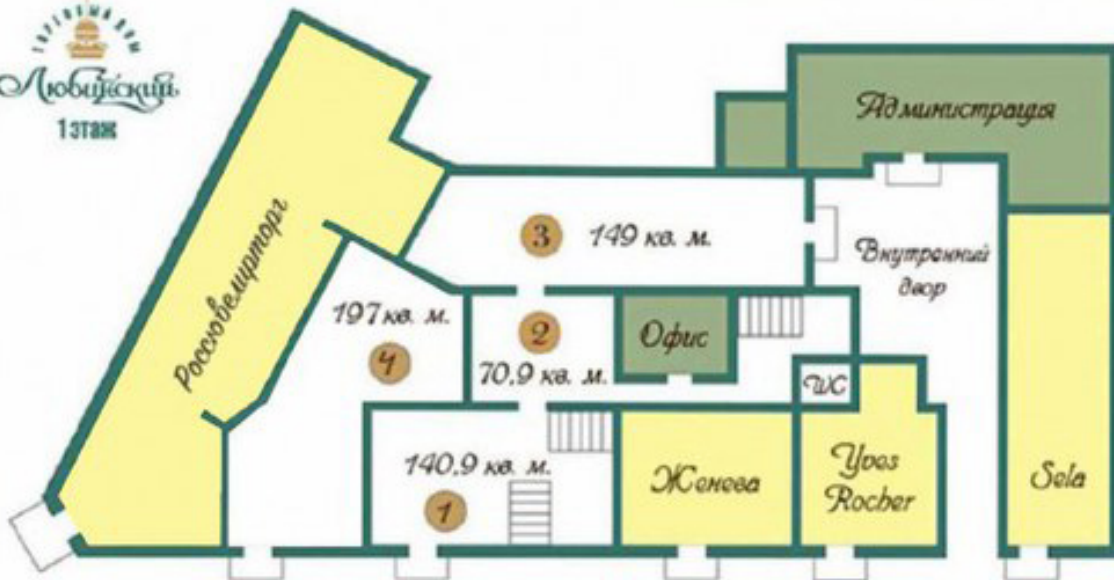 ТОРГОВЫЙ ДОМ
Любинский
1 этаж
Администрация
3 149 кв. м.
Внутренний
двор
Россювелирторг
197 кв. м.
4
2
70,9 кв. м.
Офис
WC
140,9 кв. м.
1
Женева
Yves
Rocher
Sela